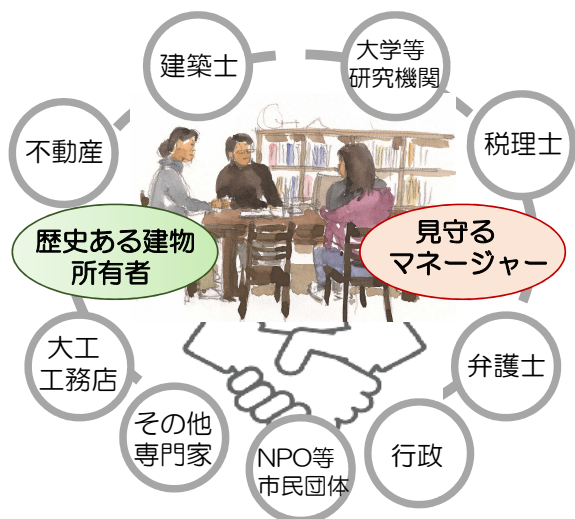 建築士
大学等
研究機関
不動産
税理士
歴史ある建物
所有者
見守る
マネージャー
大工
工務店
弁護士
その他
専門家
NPO等
市民団体
行政